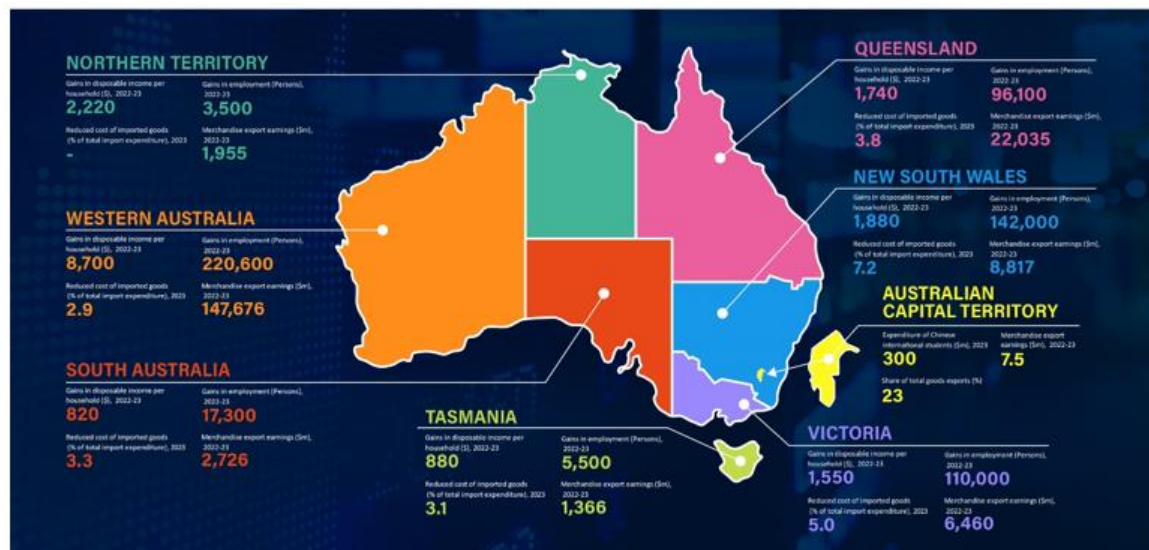 NORTHERN TERRITORY
Gains in disposable income per
household ($), 2022-23
2,220
Gains in employment (Persons),
2022-23
3,500
Reduced cost of imported goods
(% of total import expenditure), 2023
-
Merchandise export earnings ($m),
2022-23
1,955
WESTERN AUSTRALIA
Gains in disposable income per
household ($), 2022-23
8,700
Gains in employment (Persons),
2022-23
220,600
Reduced cost of imported goods
(% of total import expenditure), 2023
2.9
Merchandise export earnings ($m),
2022-23
147,676
SOUTH AUSTRALIA
Gains in disposable income per
household ($), 2022-23
820
Gains in employment (Persons),
2022-23
17,300
Reduced cost of imported goods
(% of total import expenditure), 2023
3.3
Merchandise export earnings ($m),
2022-23
2,726
TASMANIA
Gains in disposable income per
household ($), 2022-23
880
Gains in employment (Persons),
2022-23
5,500
Reduced cost of imported goods
(% of total import expenditure), 2023
3.1
Merchandise export earnings ($m),
2022-23
1,366
QUEENSLAND
Gains in disposable income per
household ($), 2022-23
1,740
Gains in employment (Persons),
2022-23
96,100
Reduced cost of imported goods
(% of total import expenditure), 2023
3.8
Merchandise export earnings ($m),
2022-23
22,035
NEW SOUTH WALES
Gains in disposable income per
household ($), 2022-23
1,880
Gains in employment (Persons),
2022-23
142,000
Reduced cost of imported goods
(% of total import expenditure), 2023
7.2
Merchandise export earnings ($m),
2022-23
8,817
AUSTRALIAN
CAPITAL TERRITORY
Expenditure of Chinese
international students ($m), 2023
300
Merchandise export
earnings ($m), 2022-23
7.5
Share of total goods exports (%)
23
VICTORIA
Gains in disposable income per
household ($), 2022-23
1,550
Gains in employment (Persons),
2022-23
110,000
Reduced cost of imported goods
(% of total import expenditure), 2023
5.0
Merchandise export earnings ($m),
2022-23
6,460